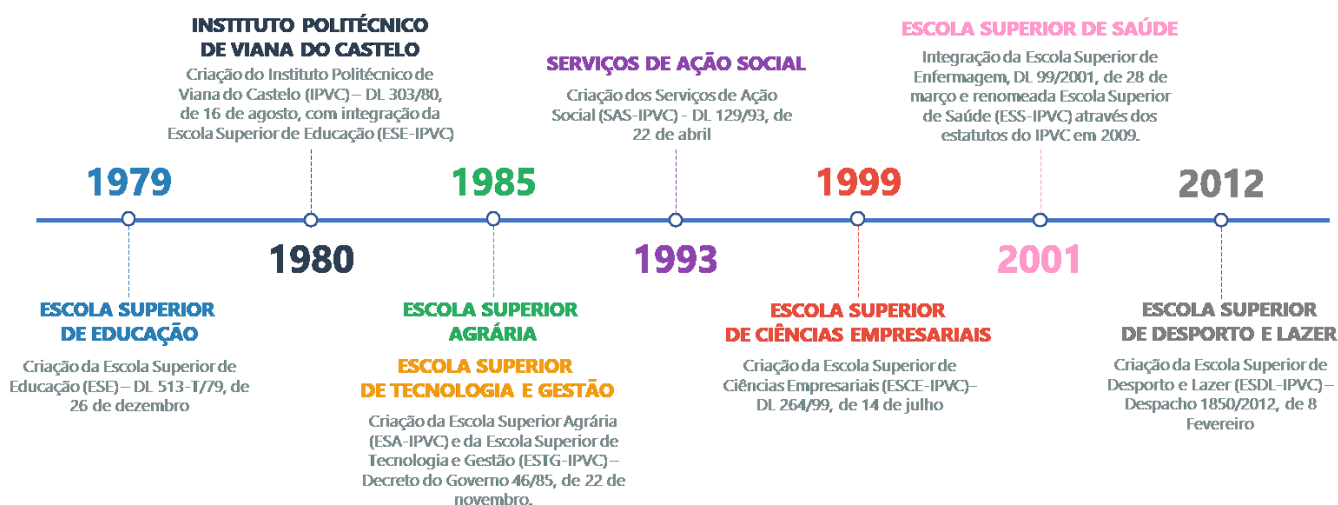 INSTITUTO POLITÉCNICO
DE VIANA DO CASTELO
Criação do Instituto Politécnico de
Viana do Castelo (IPVC) – DL 303/80,
de 16 de agosto, com integração da
Escola Superior de Educação (ESE-IPVC)
SERVIÇOS DE AÇÃO SOCIAL
Criação dos Serviços de Ação
Social (SAS-IPVC) - DL 129/93, de
22 de abril
ESCOLA SUPERIOR DE SAÚDE
Integração da Escola Superior de
Enfermagem, DL 99/2001, de 28 de
março e renomeada Escola Superior
de Saúde (ESS-IPVC) através dos
estatutos do IPVC em 2009.
1979
1985
1999
2012
1980
1993
2001
ESCOLA SUPERIOR
DE EDUCAÇÃO
Criação da Escola Superior de
Educação (ESE) – DL 513-T/79, de
26 de dezembro
ESCOLA SUPERIOR
AGRÁRIA
ESCOLA SUPERIOR
DE TECNOLOGIA E GESTÃO
Criação da Escola Superior Agrária
(ESA-IPVC) e da Escola Superior de
Tecnologia e Gestão (ESTG-IPVC) –
Decreto do Governo 46/85, de 22 de
novembro.
ESCOLA SUPERIOR
DE CIÊNCIAS EMPRESARIAIS
Criação da Escola Superior de
Ciências Empresariais (ESCE-IPVC)–
DL 264/99, de 14 de julho
ESCOLA SUPERIOR
DE DESPORTO E LAZER
Criação da Escola Superior de
Desporto e Lazer (ESDL-IPVC) –
Despacho 1850/2012, de 8
Fevereiro